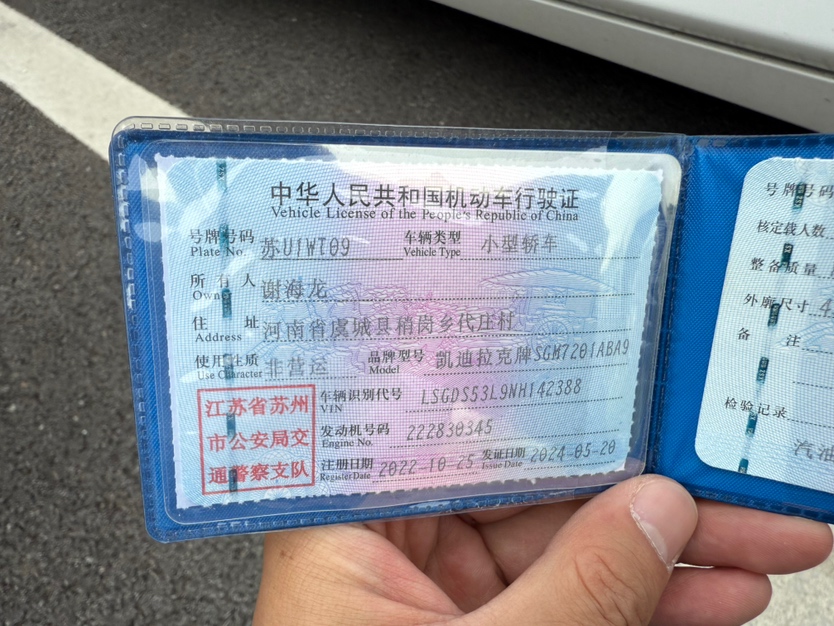 中华人民共和国机动车行驶证
Vehicle License of the People's Republic of China
号牌号码 苏U1WT09 车辆类型 小型轿车
Plate No. Vehicle Type
所有人 谢海龙
Owner
住址 河南省虞城县稍岗乡代庄村
Address
使用性质 非营运 品牌型号 凯迪拉克牌SGM7201ABA9
Use Character Model
江苏省苏州
市公安局交
通警察支队
车辆识别代号 LSGDS53L9NH142388
VIN
发动机号码 222830345
Engine No.
注册日期 2022-10-25 发证日期 2024-05-20
Register Date Issue Date
号牌号码
核定载人数
整备质量
外廓尺寸
备注
检验记录
汽油